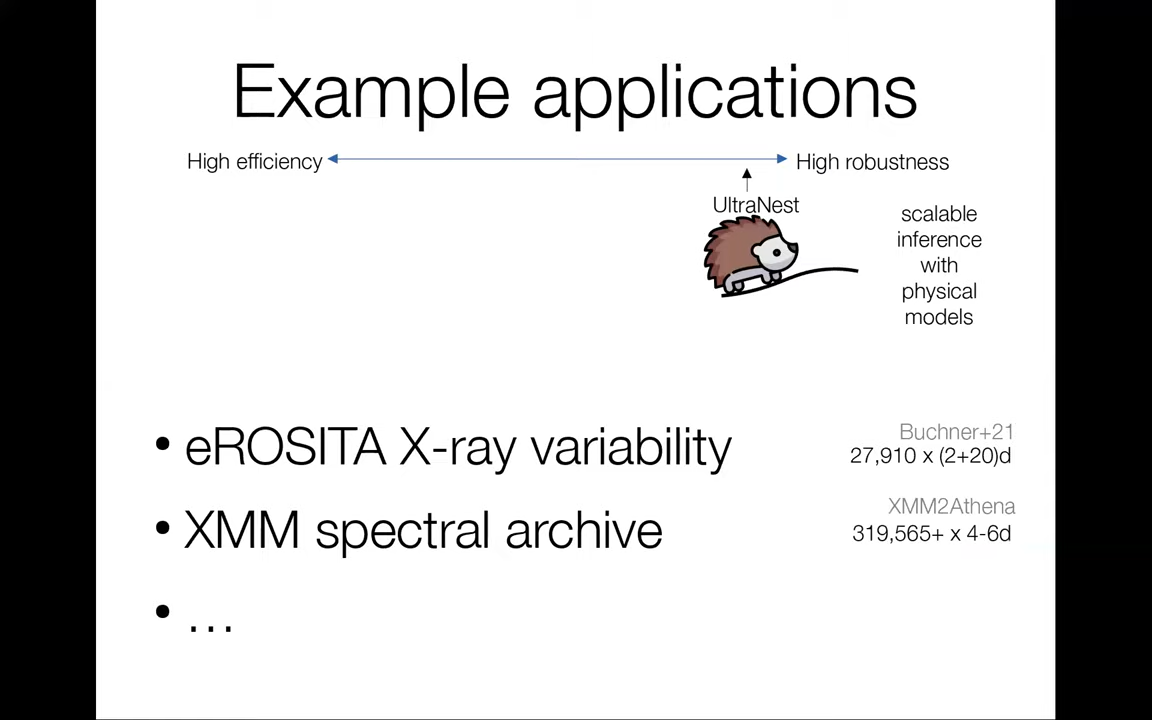 Example applications
High efficiency
High robustness
UltraNest
scalable
inference
with
physical
models
• eROSITA X-ray variability
Buchner+21
27,910 x (2+20)d
• XMM spectral archive
XMM2Athena
319,565+ x 4-6d
• …